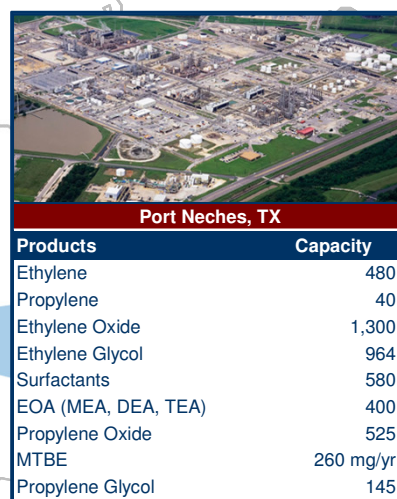 Port Neches, TX
Products Capacity
Ethylene 480
Propylene 40
Ethylene Oxide 1,300
Ethylene Glycol 964
Surfactants 580
EOA (MEA, DEA, TEA) 400
Propylene Oxide 525
MTBE 260 mg/yr
Propylene Glycol 145